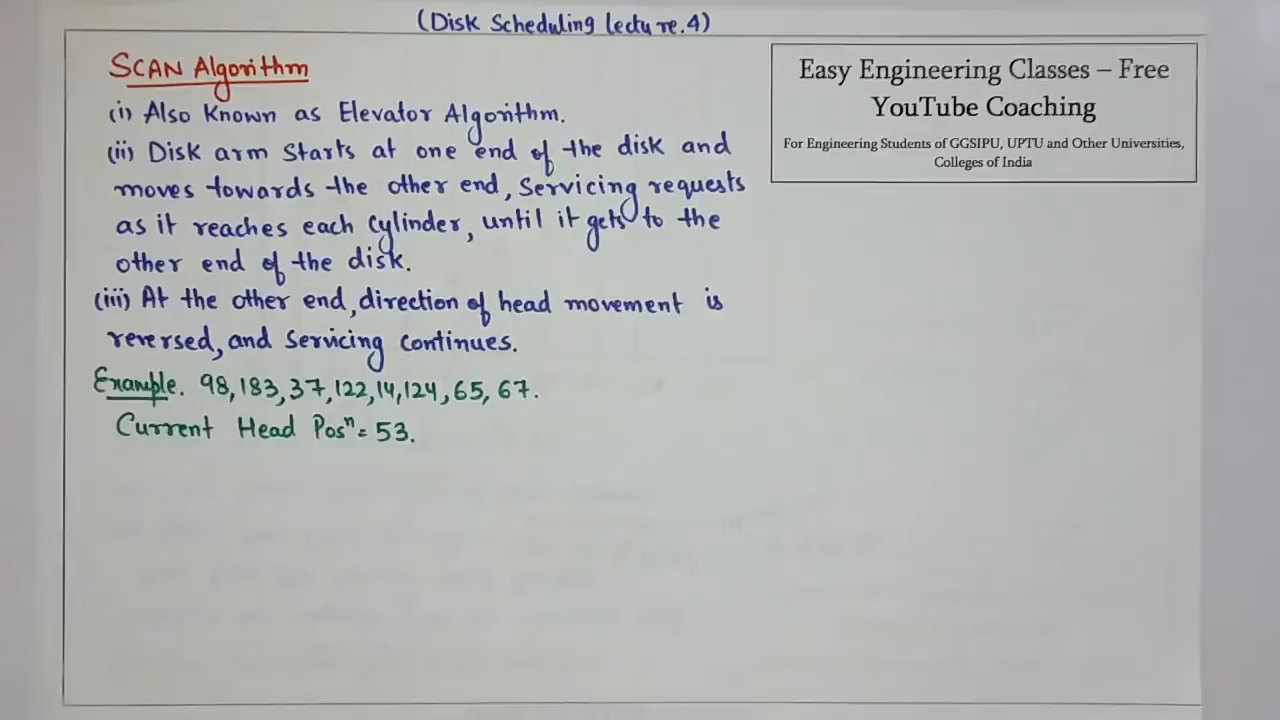 (Disk Scheduling lecture.4)
SCAN Algorithm
(i) Also Known as Elevator Algorithm.
(ii) Disk arm starts at one end of the disk and
moves towards the other end, servicing requests
as it reaches each cylinder, until it gets to the
other end of the disk.
(iii) At the other end, direction of head movement is
reversed, and servicing continues.
Example. 98, 183, 37, 122, 14, 124, 65, 67.
Current Head Posⁿ = 53.
Easy Engineering Classes – Free
YouTube Coaching
For Engineering Students of GGSIPU, UPTU and Other Universities,
Colleges of India